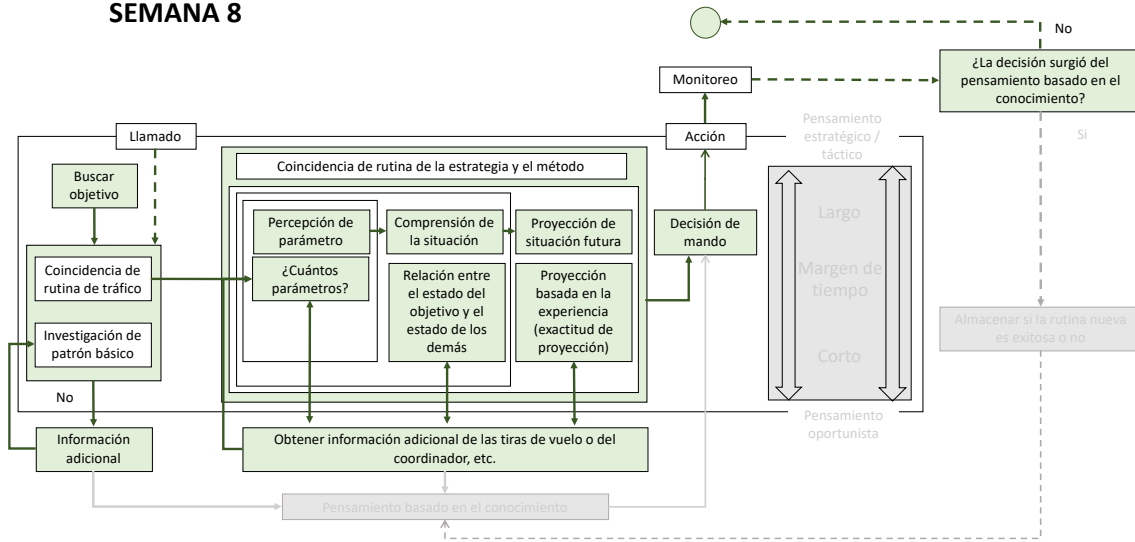 SEMANA 8
No
¿La decisión surgió del
pensamiento basado en el
conocimiento?
Monitoreo
Si
Llamado
Acción
Pensamiento
estratégico /
táctico
Buscar
objetivo
Coincidencia de rutina de la estrategia y el método
Percepción de
parámetro
Comprensión de
la situación
Proyección de
situación futura
Decisión de
mando
Largo
Coincidencia de
rutina de tráfico
¿Cuántos
parámetros?
Relación entre
el estado del
objetivo y el
estado de los
demás
Proyección
basada en la
experiencia
(exactitud de
proyección)
Margen de
tiempo
Investigación de
patrón básico
Almacenar si la rutina nueva
es exitosa o no
Corto
No
Pensamiento
oportunista
Información
adicional
Obtener información adicional de las tiras de vuelo o del
coordinador, etc.
Pensamiento basado en el conocimiento